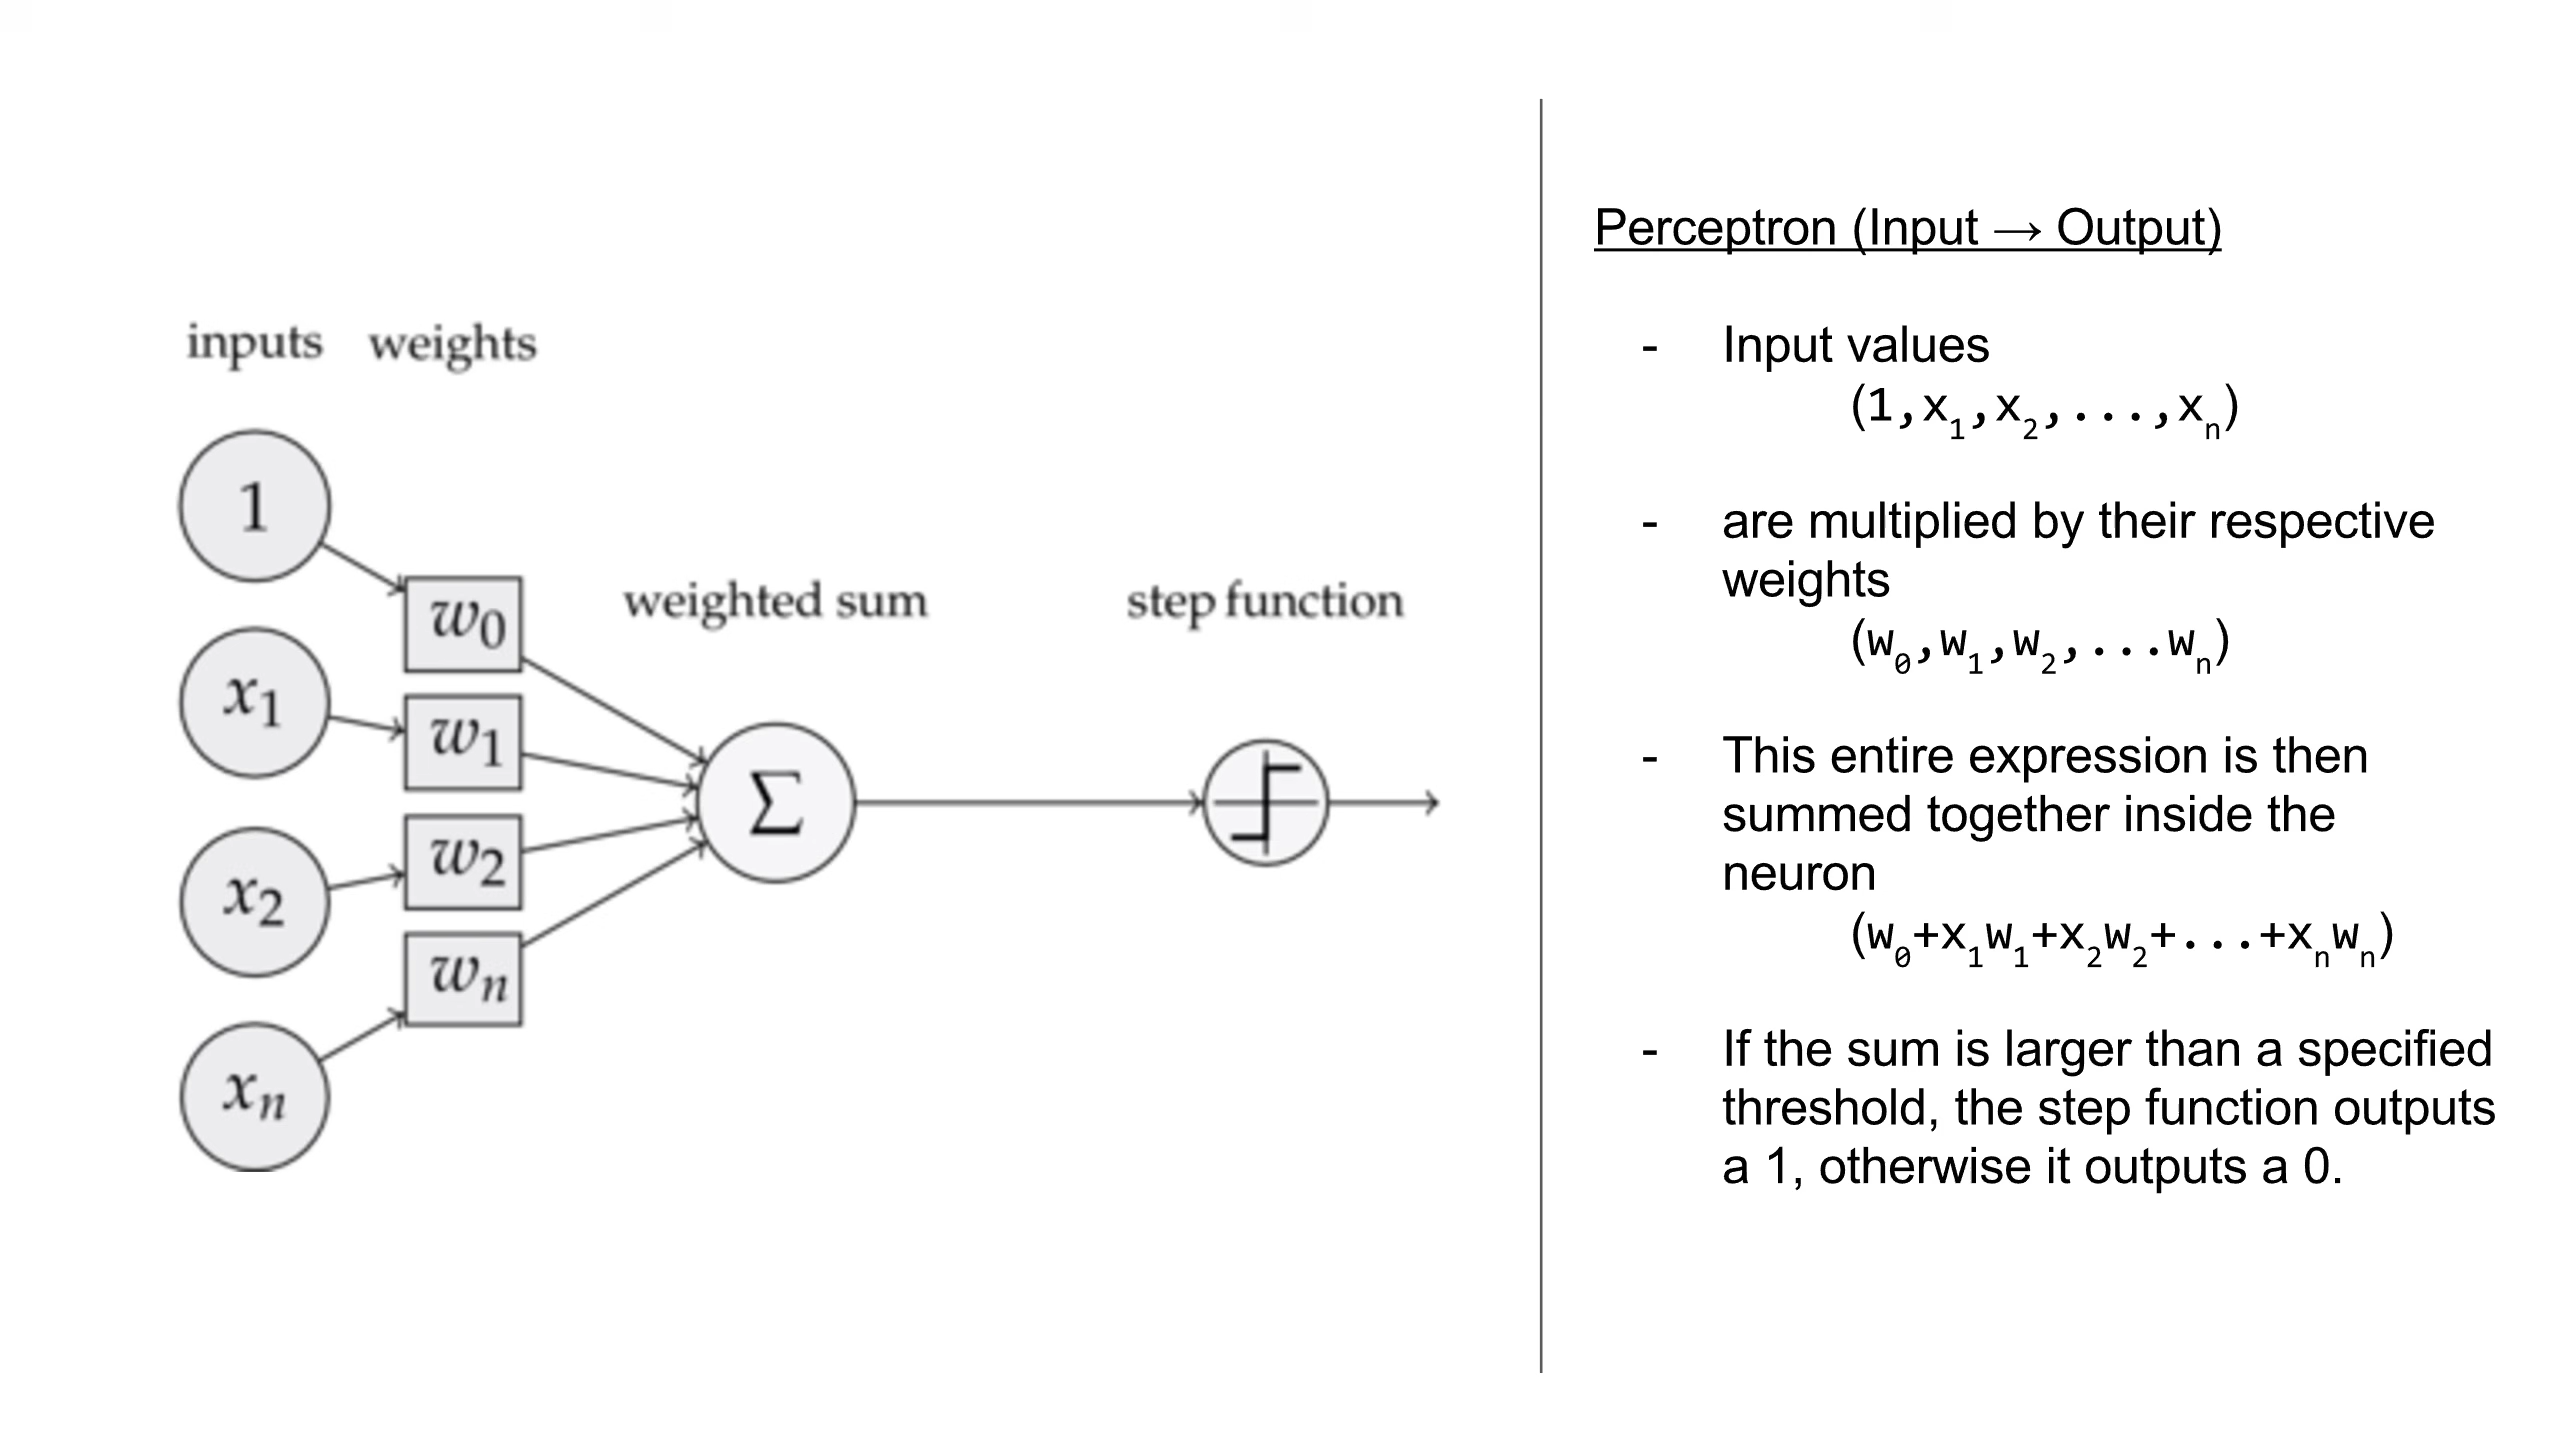 inputs weights
1
w0
x1
w1
x2
w2
xn
wn
weighted sum
Σ
step function
Perceptron (Input → Output)
- Input values
(1,x1,x2,...,xn)
- are multiplied by their respective
weights
(w0,w1,w2,...wn)
- This entire expression is then
summed together inside the
neuron
(w0+x1w1+x2w2+...+xnwn)
- If the sum is larger than a specified
threshold, the step function outputs
a 1, otherwise it outputs a 0.